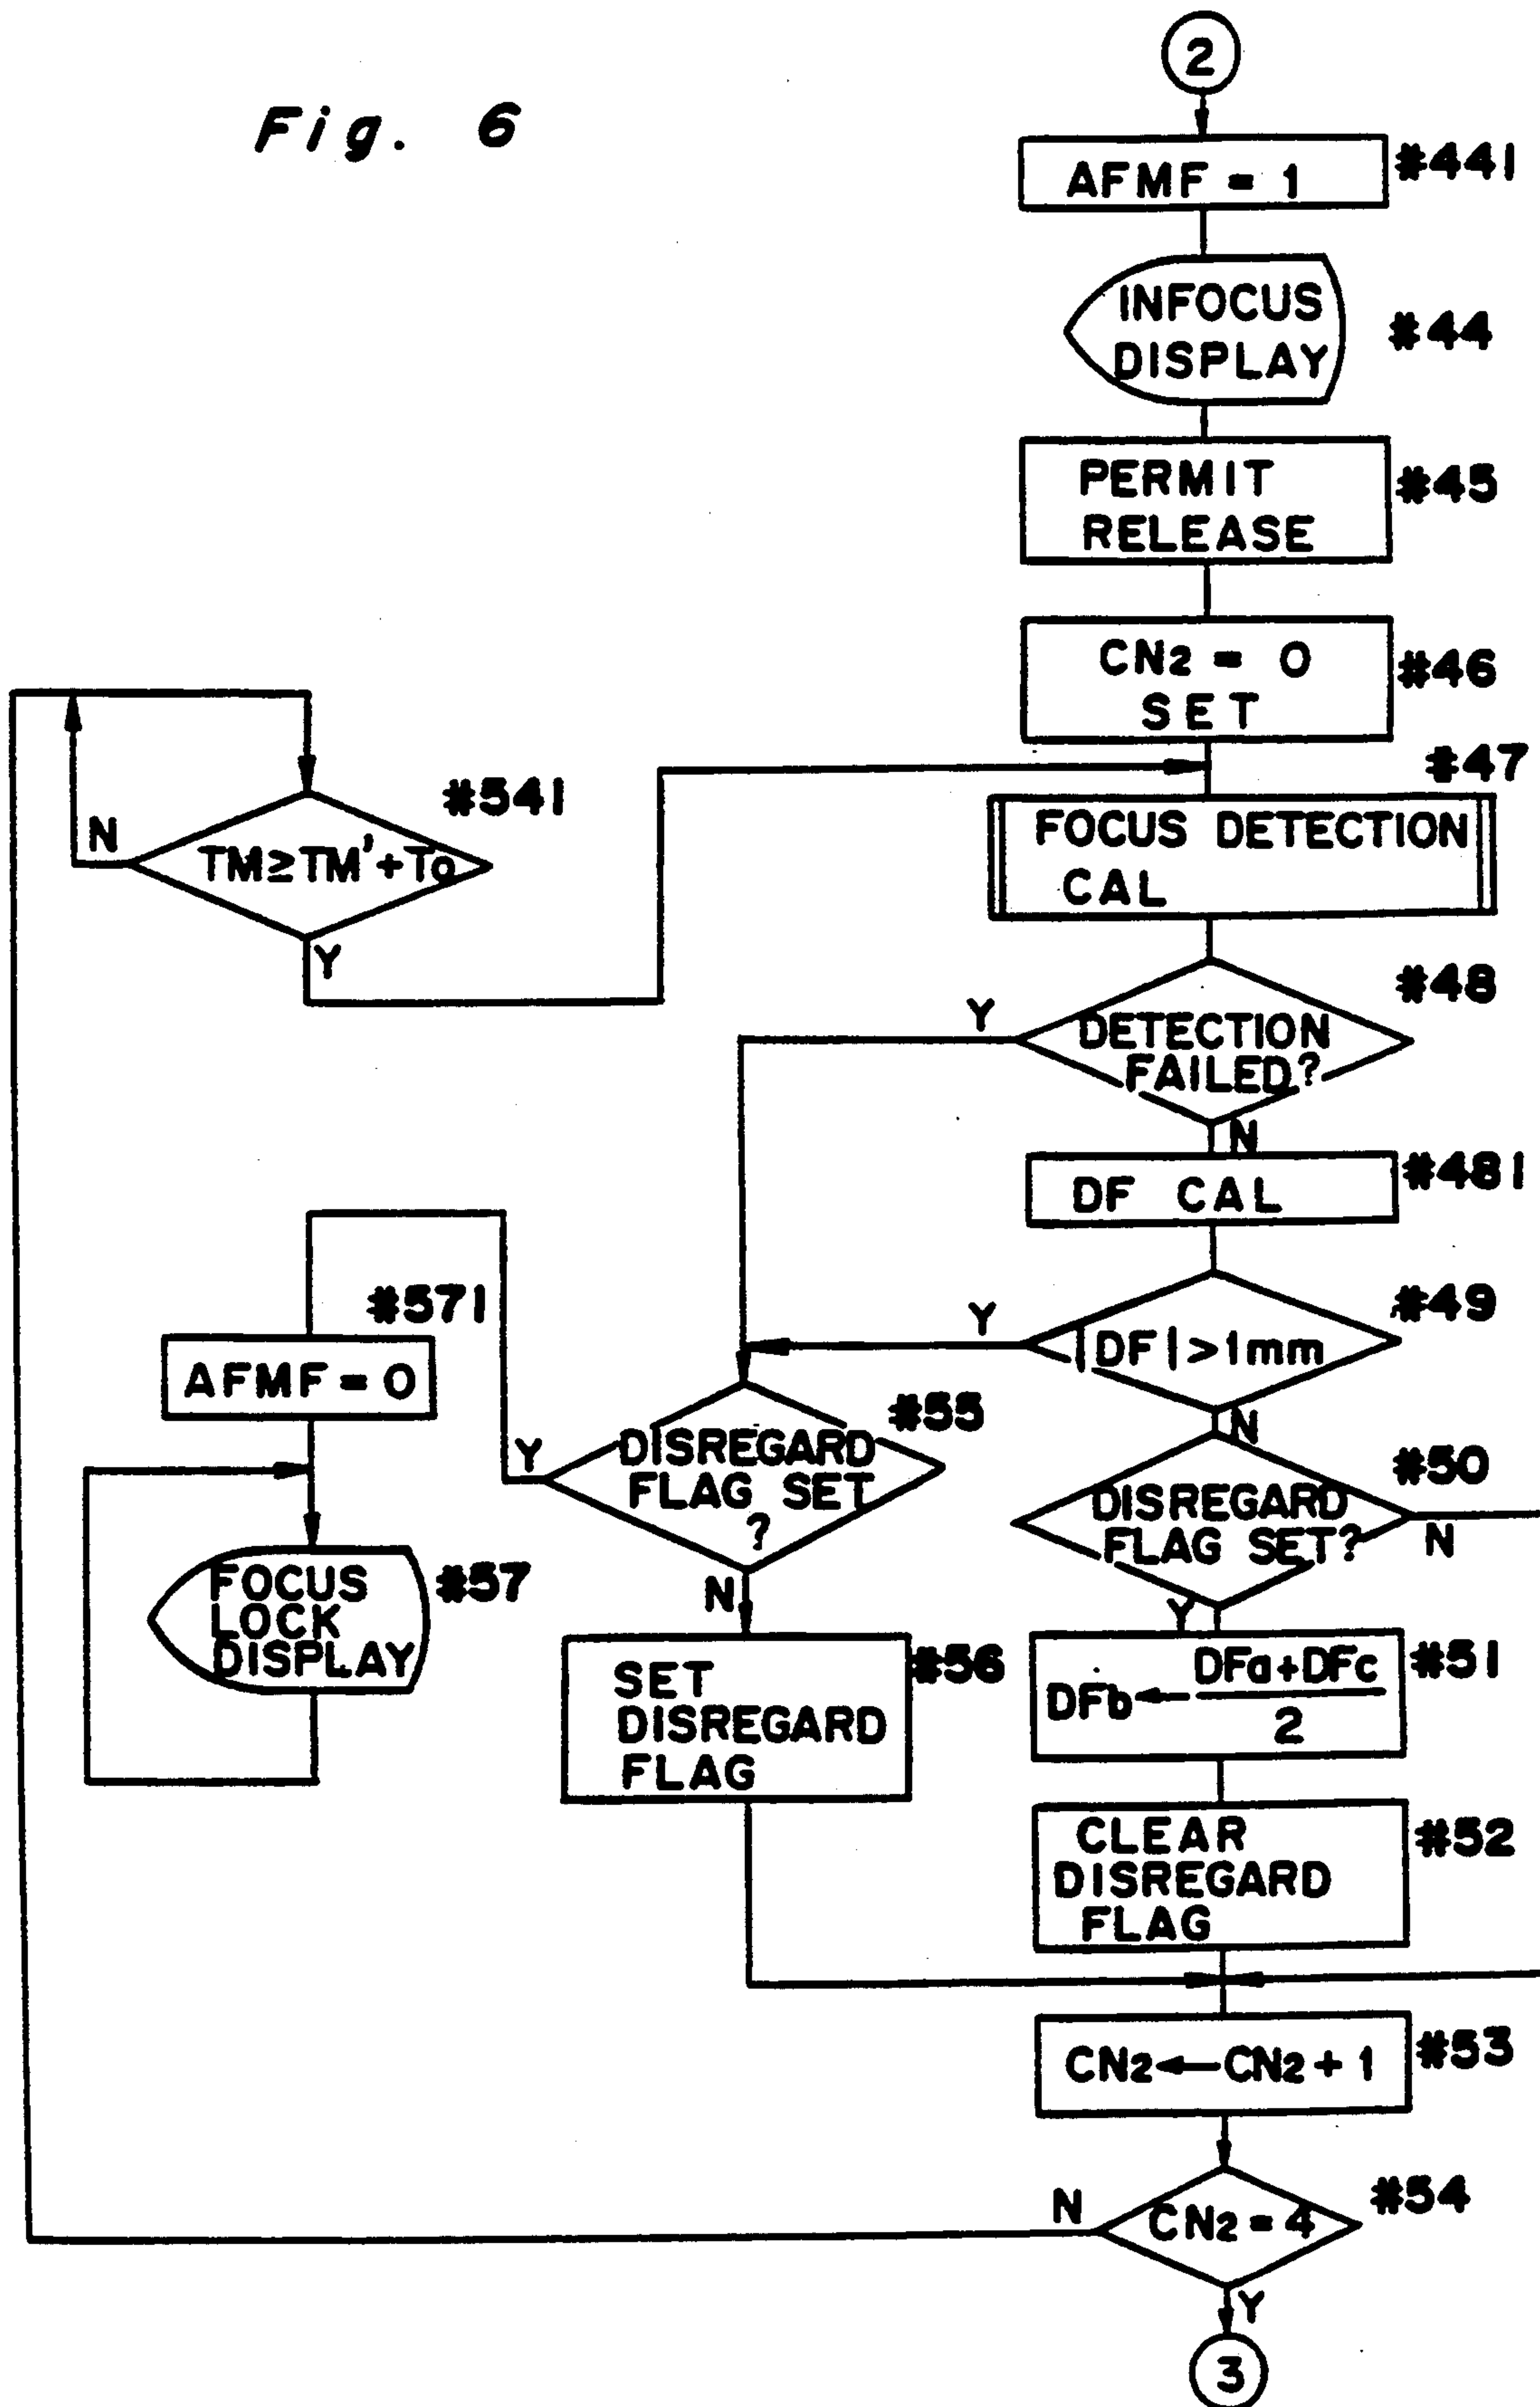 Fig. 6
2
AFMF = 1
#441
INFOCUS
DISPLAY
#44
PERMIT
RELEASE
#45
CN2 = 0
SET
#46
#47
FOCUS DETECTION
CAL
#541
N
TM≥TM'+To
Y
#48
Y
DETECTION
FAILED?
N
DF CAL
#481
#571
AFMF = 0
#49
Y
|DF|>1mm
N
#55
Y
DISREGARD
FLAG SET
?
N
#50
DISREGARD
FLAG SET?
N
Y
FOCUS
LOCK
DISPLAY
#57
SET
DISREGARD
FLAG
#56
DFb←(DFa+DFc)/2
#51
CLEAR
DISREGARD
FLAG
#52
CN2←CN2+1
#53
N
CN2=4
#54
Y
3